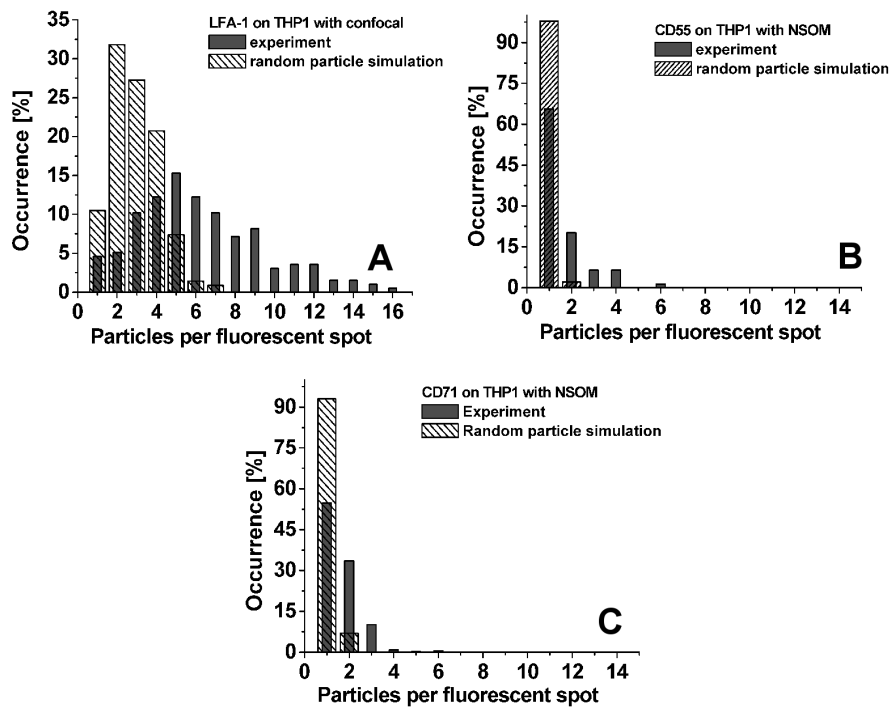 LFA-1 on THP1 with confocal
experiment
random particle simulation
35
30
25
20
15
10
5
0
Occurrence [%]
0 2 4 6 8 10 12 14 16
Particles per fluorescent spot
A
CD55 on THP1 with NSOM
experiment
random particle simulation
90
75
60
45
30
15
0
Occurrence [%]
0 2 4 6 8 10 12 14
Particles per fluorescent spot
B
CD71 on THP1 with NSOM
Experiment
Random particle simulation
90
75
60
45
30
15
0
Occurrence [%]
0 2 4 6 8 10 12 14
Particles per fluorescent spot
C